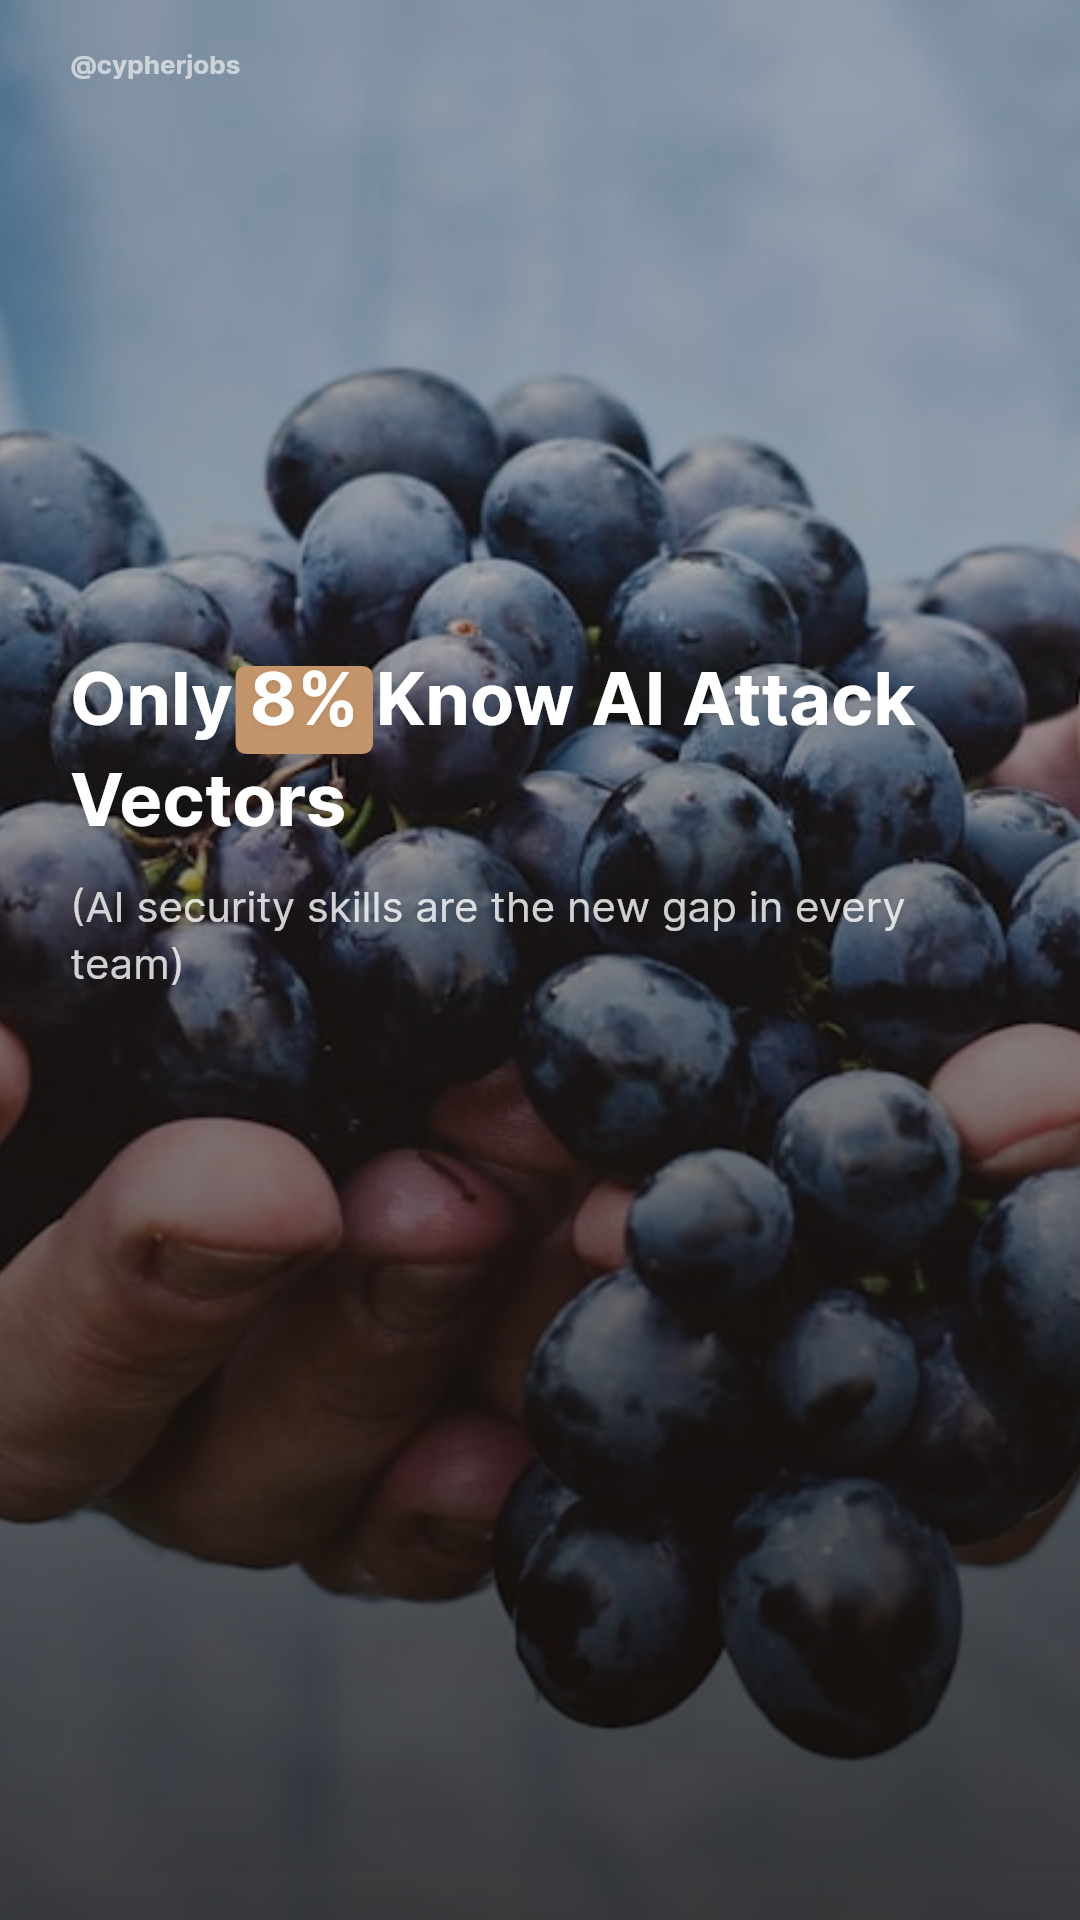 @cypherjobs
Only 8% Know AI Attack
Vectors
(AI security skills are the new gap in every
team)